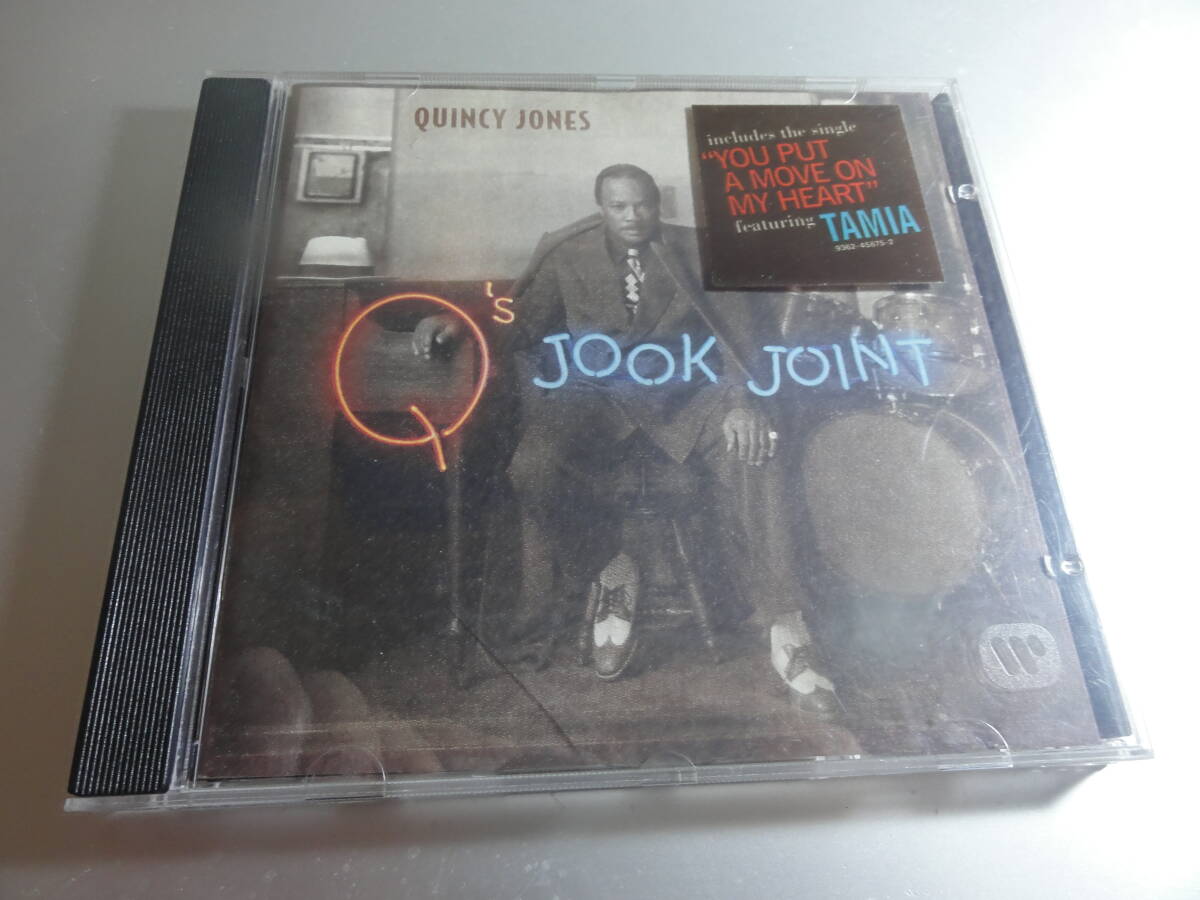 QUINCY JONES
includes the single
"YOU PUT
A MOVE ON
MY HEART"
featuring TAMIA
9362-45875-2
Q's JOOK JOINT